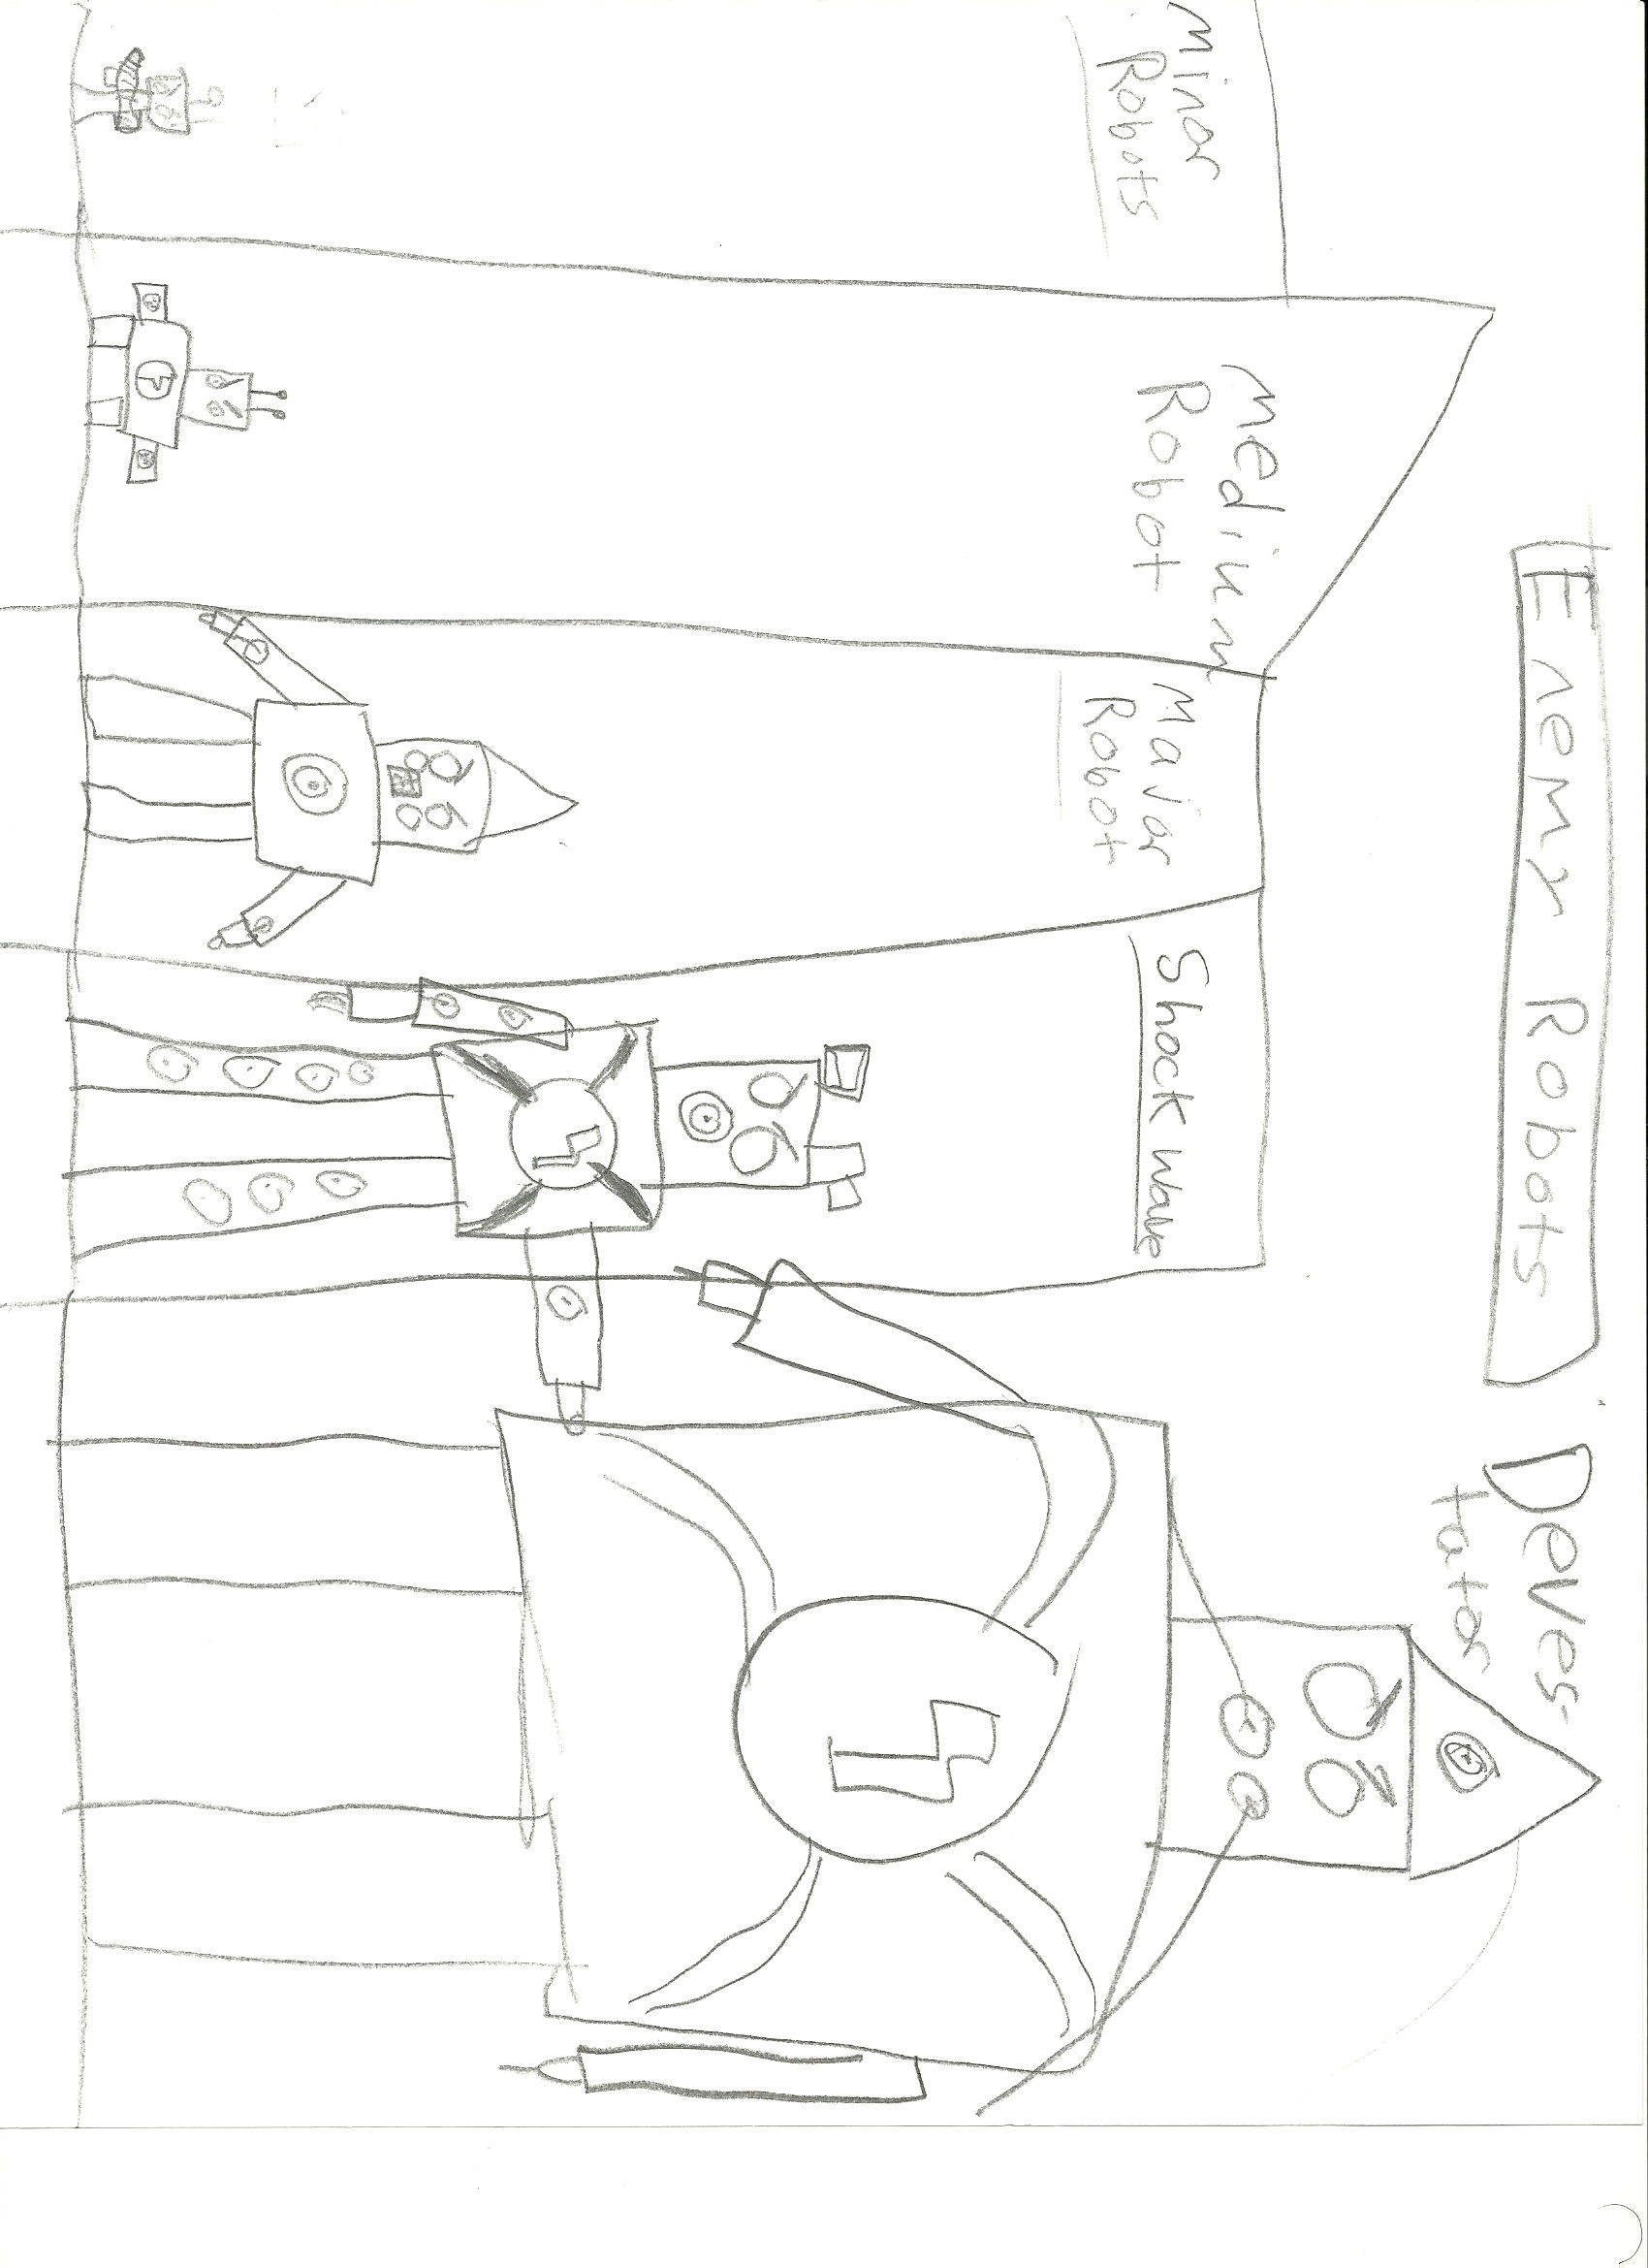 Enemy Robots
Minor
Robots
Medium
Robot
Major
Robot
Shock wave
Deves-
tator